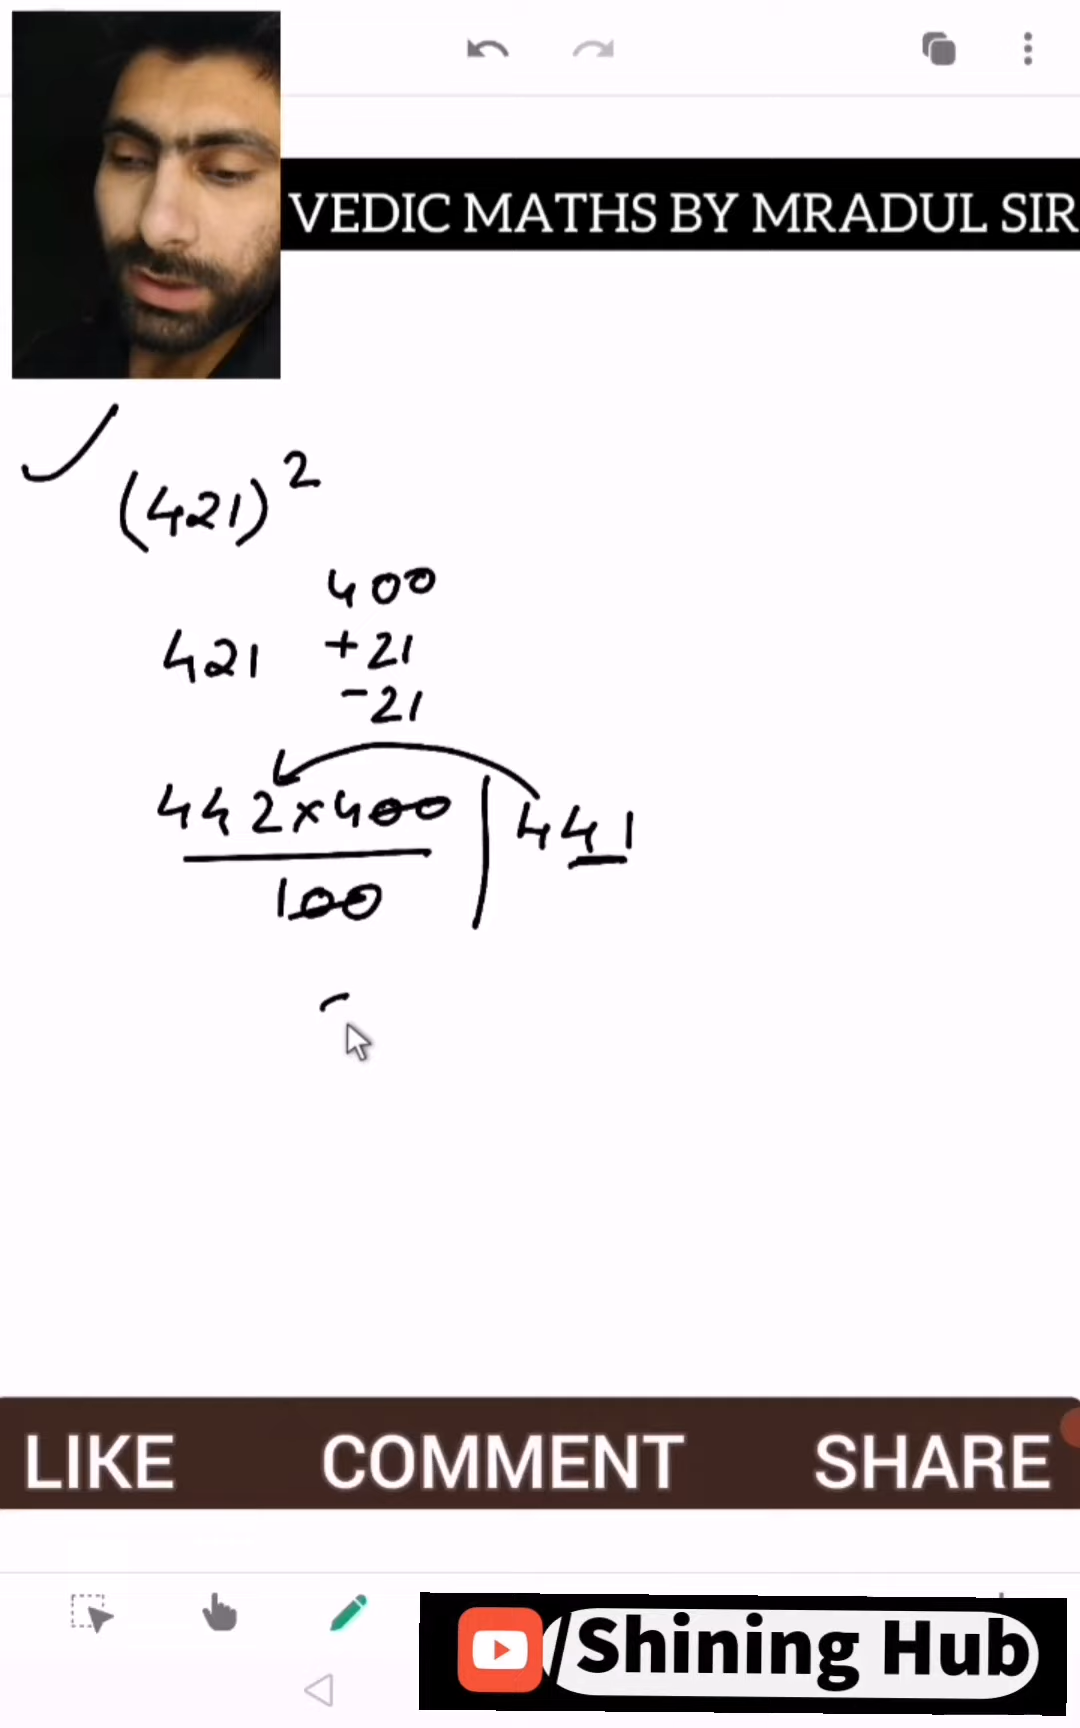 VEDIC MATHS BY MRADUL SIR
(421)²
400
421 +21
-21
442×400 | 441
100
LIKE COMMENT SHARE
/Shining Hub